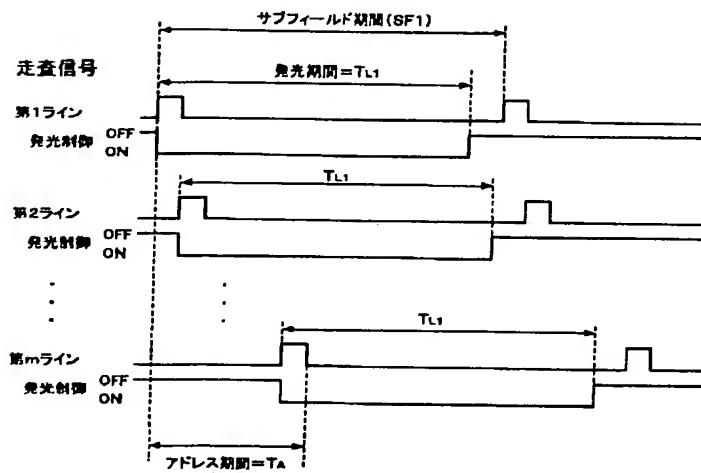 サブフィールド期間(SF1)
走査信号
発光期間=TL1
第1ライン
発光制御 OFF
ON
TL1
第2ライン
発光制御 OFF
ON
TL1
第mライン
発光制御 OFF
ON
アドレス期間=TA